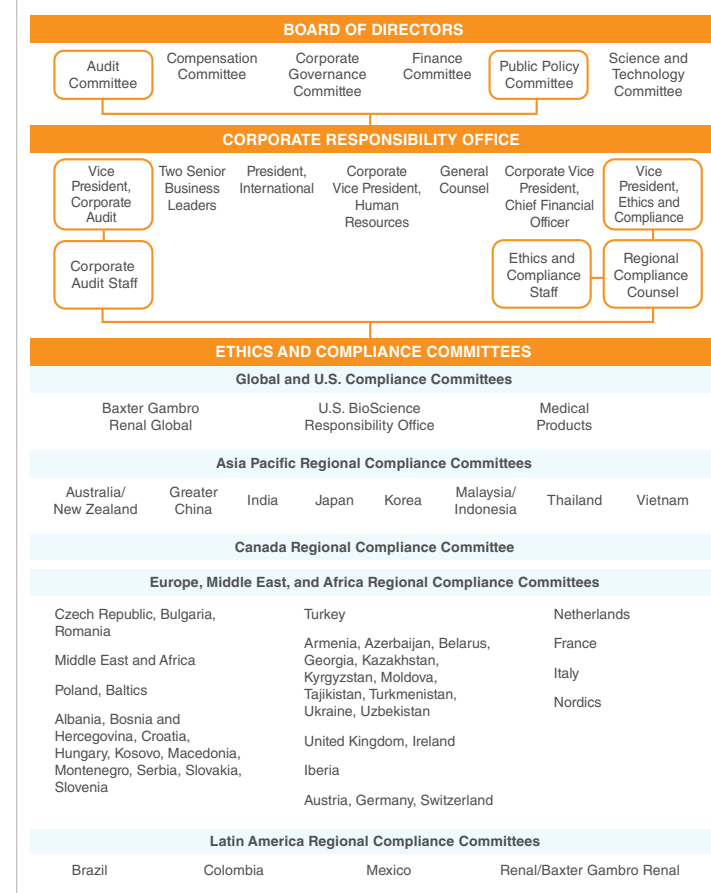 BOARD OF DIRECTORS
Audit
Committee
Compensation
Committee
Corporate
Governance
Committee
Finance
Committee
Public Policy
Committee
Science and
Technology
Committee
CORPORATE RESPONSIBILITY OFFICE
Vice
President,
Corporate
Audit
Two Senior
Business
Leaders
President,
International
Corporate
Vice President,
Human
Resources
General
Counsel
Corporate Vice
President,
Chief Financial
Officer
Vice
President,
Ethics and
Compliance
Corporate
Audit Staff
Ethics and
Compliance
Staff
Regional
Compliance
Counsel
ETHICS AND COMPLIANCE COMMITTEES
Global and U.S. Compliance Committees
Baxter Gambro
Renal Global
U.S. BioScience
Responsibility Office
Medical
Products
Asia Pacific Regional Compliance Committees
Australia/
New Zealand
Greater
China
India
Japan
Korea
Malaysia/
Indonesia
Thailand
Vietnam
Canada Regional Compliance Committee
Europe, Middle East, and Africa Regional Compliance Committees
Czech Republic, Bulgaria,
Romania
Middle East and Africa
Poland, Baltics
Albania, Bosnia and
Hercegovina, Croatia,
Hungary, Kosovo, Macedonia,
Montenegro, Serbia, Slovakia,
Slovenia
Turkey
Armenia, Azerbaijan, Belarus,
Georgia, Kazakhstan,
Kyrgyzstan, Moldova,
Tajikistan, Turkmenistan,
Ukraine, Uzbekistan
United Kingdom, Ireland
Iberia
Austria, Germany, Switzerland
Netherlands
France
Italy
Nordics
Latin America Regional Compliance Committees
Brazil
Colombia
Mexico
Renal/Baxter Gambro Renal